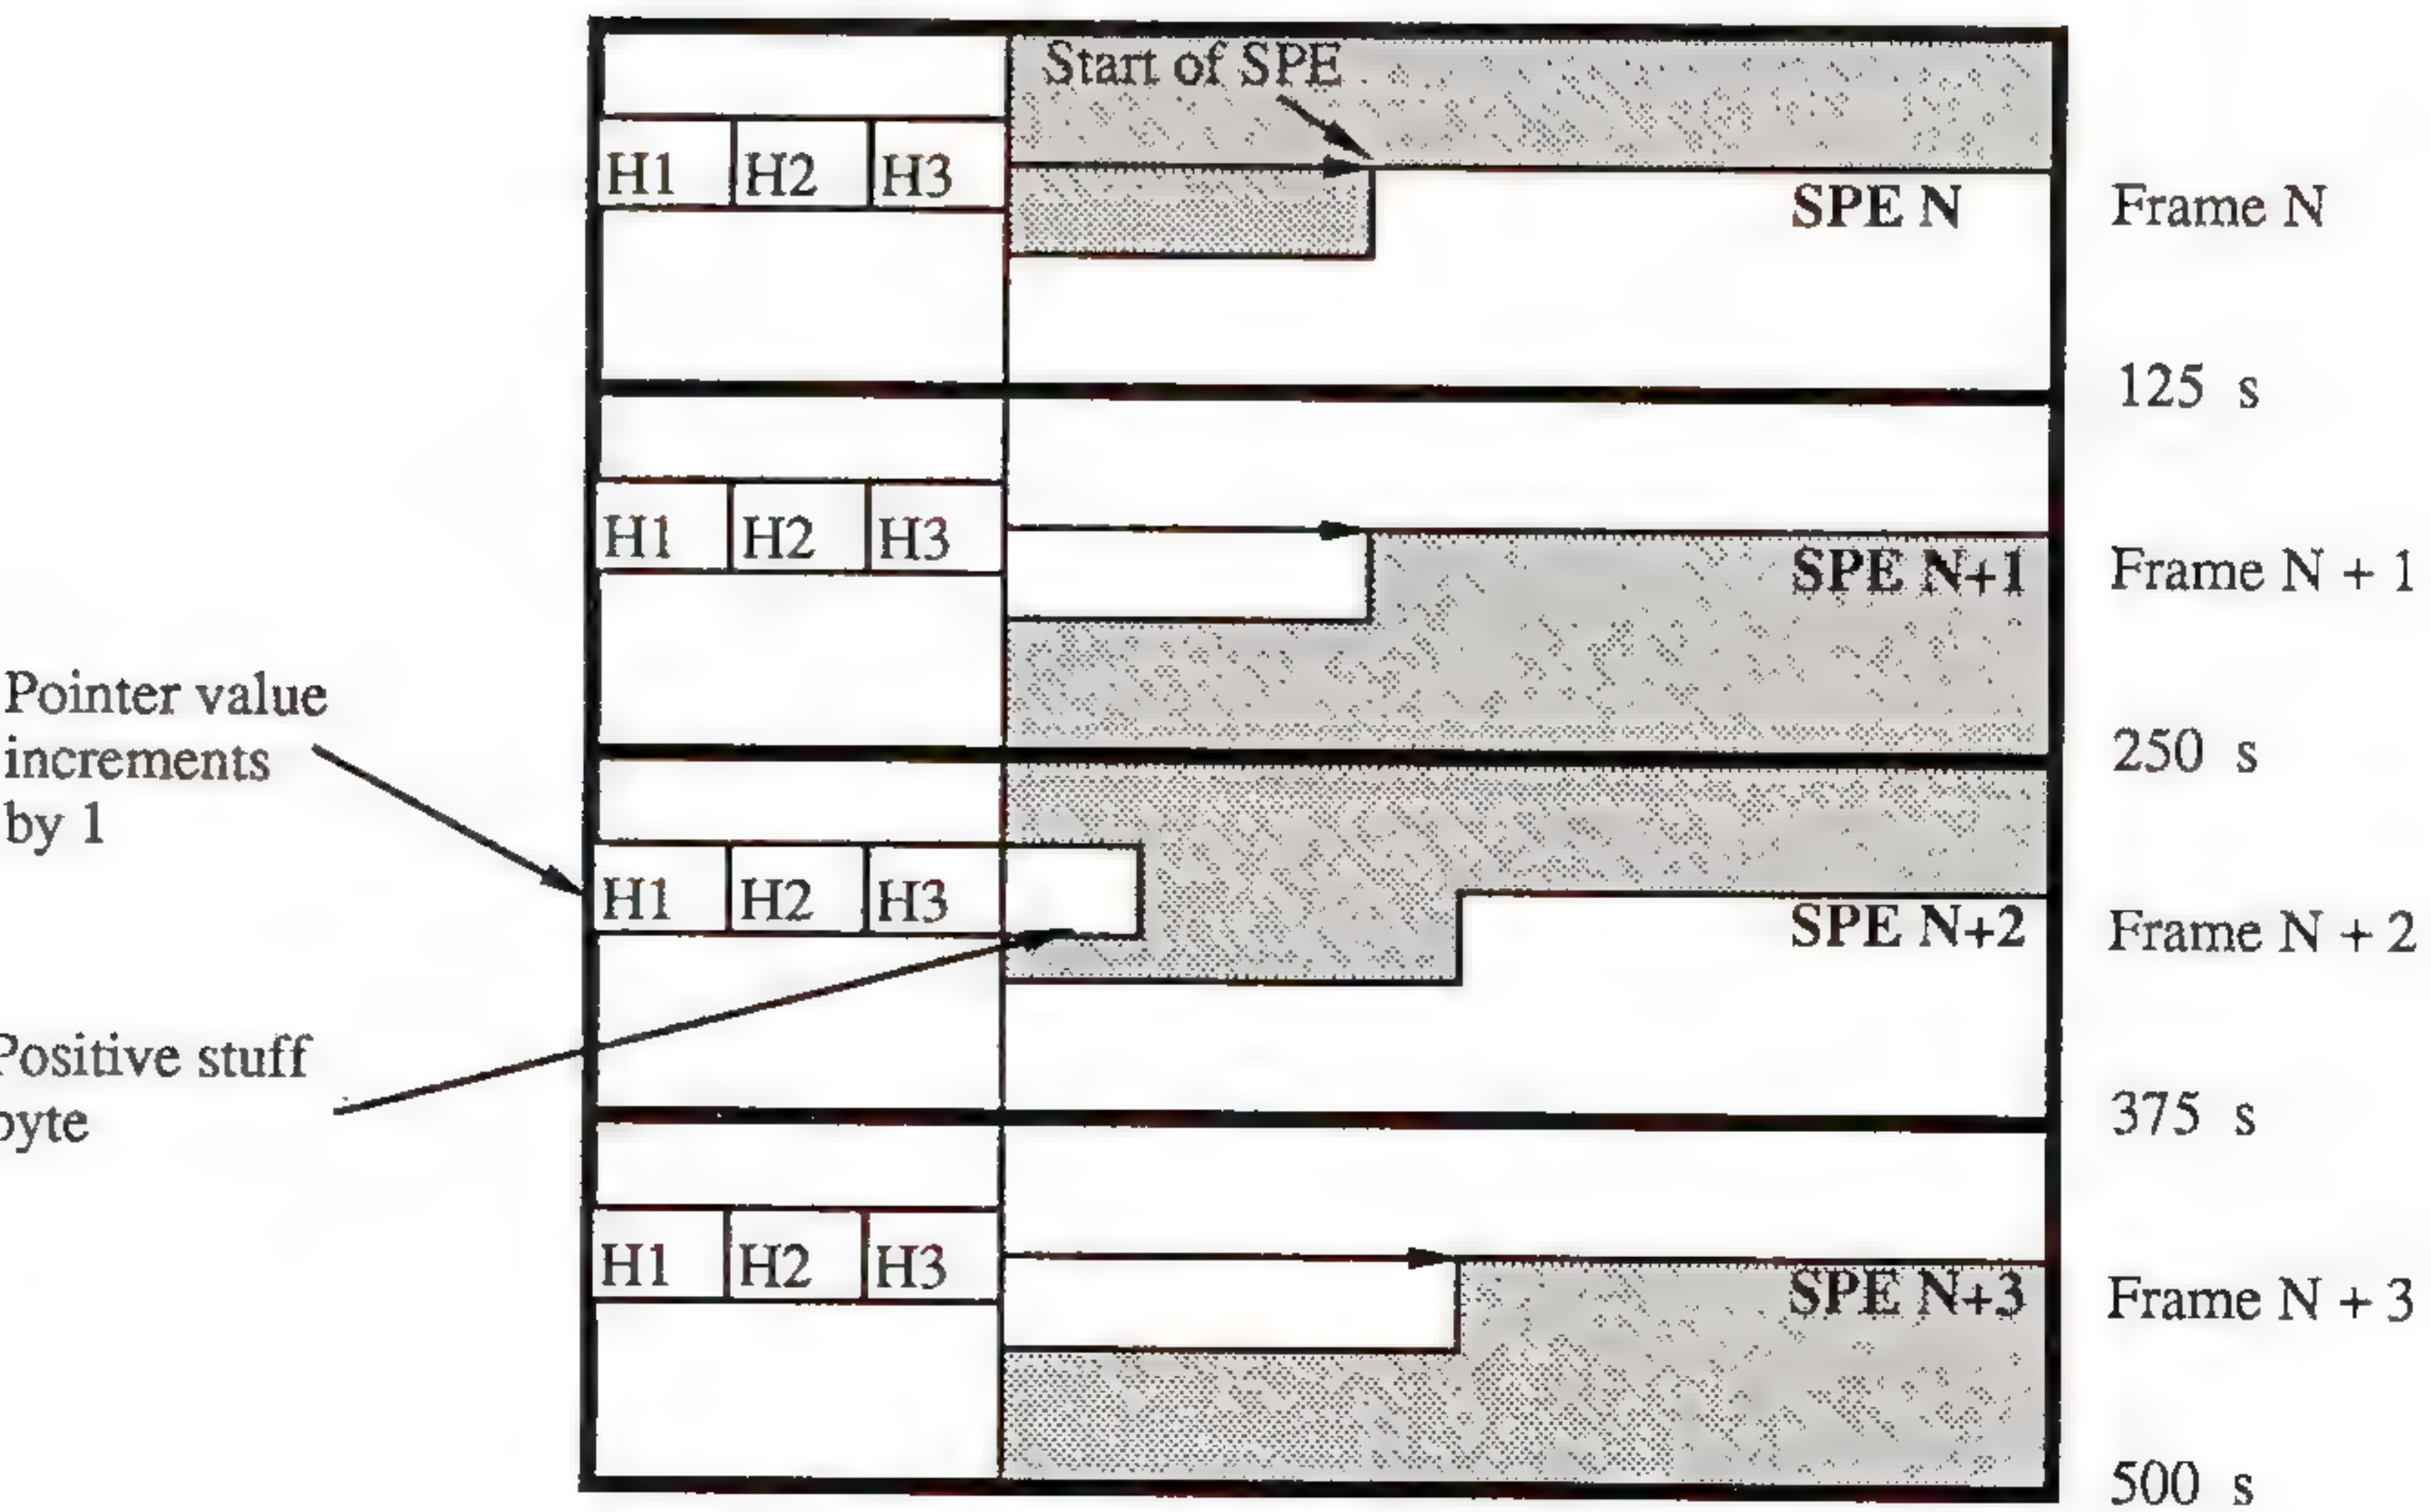 Start of SPE
H1 H2 H3
SPE N
Frame N
125 s
H1 H2 H3
SPE N+1
Frame N + 1
Pointer value
increments
by 1
250 s
H1 H2 H3
SPE N+2
Frame N + 2
Positive stuff
byte
375 s
H1 H2 H3
SPE N+3
Frame N + 3
500 s